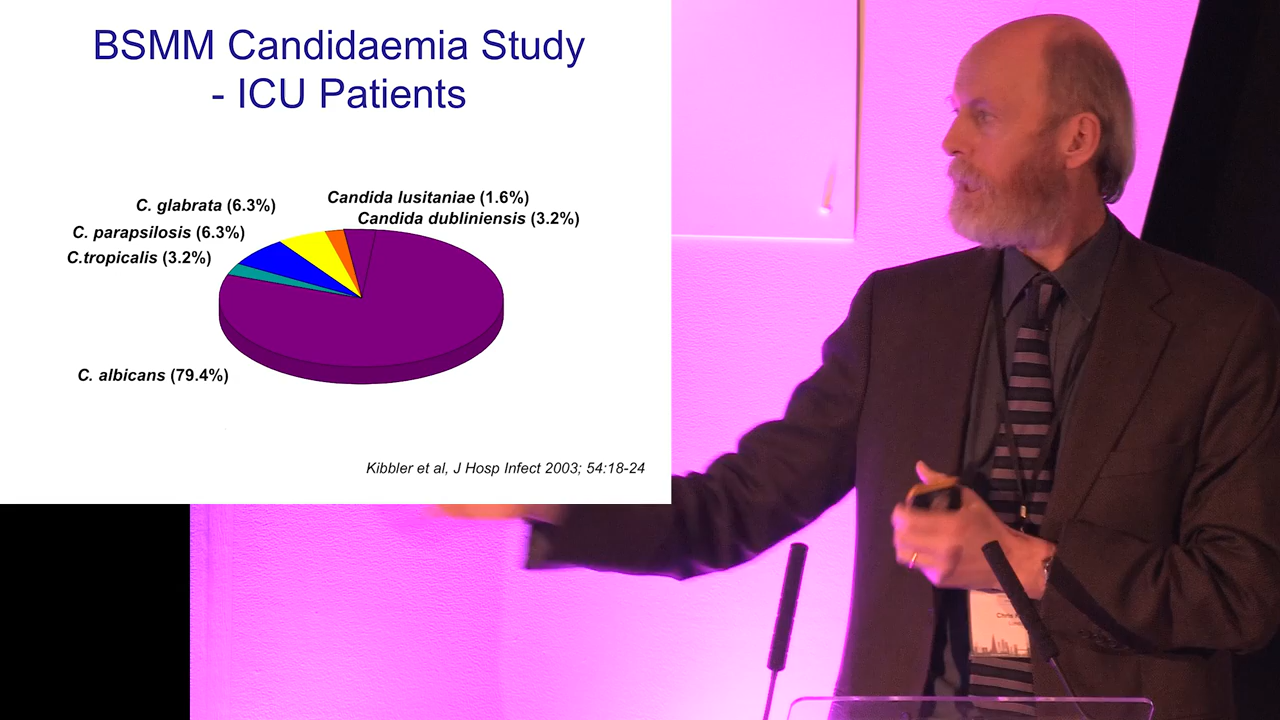 BSMM Candidaemia Study
- ICU Patients
Candida lusitaniae (1.6%)
C. glabrata (6.3%)
Candida dubliniensis (3.2%)
C. parapsilosis (6.3%)
C.tropicalis (3.2%)
C. albicans (79.4%)
Kibbler et al, J Hosp Infect 2003; 54:18-24
Chris